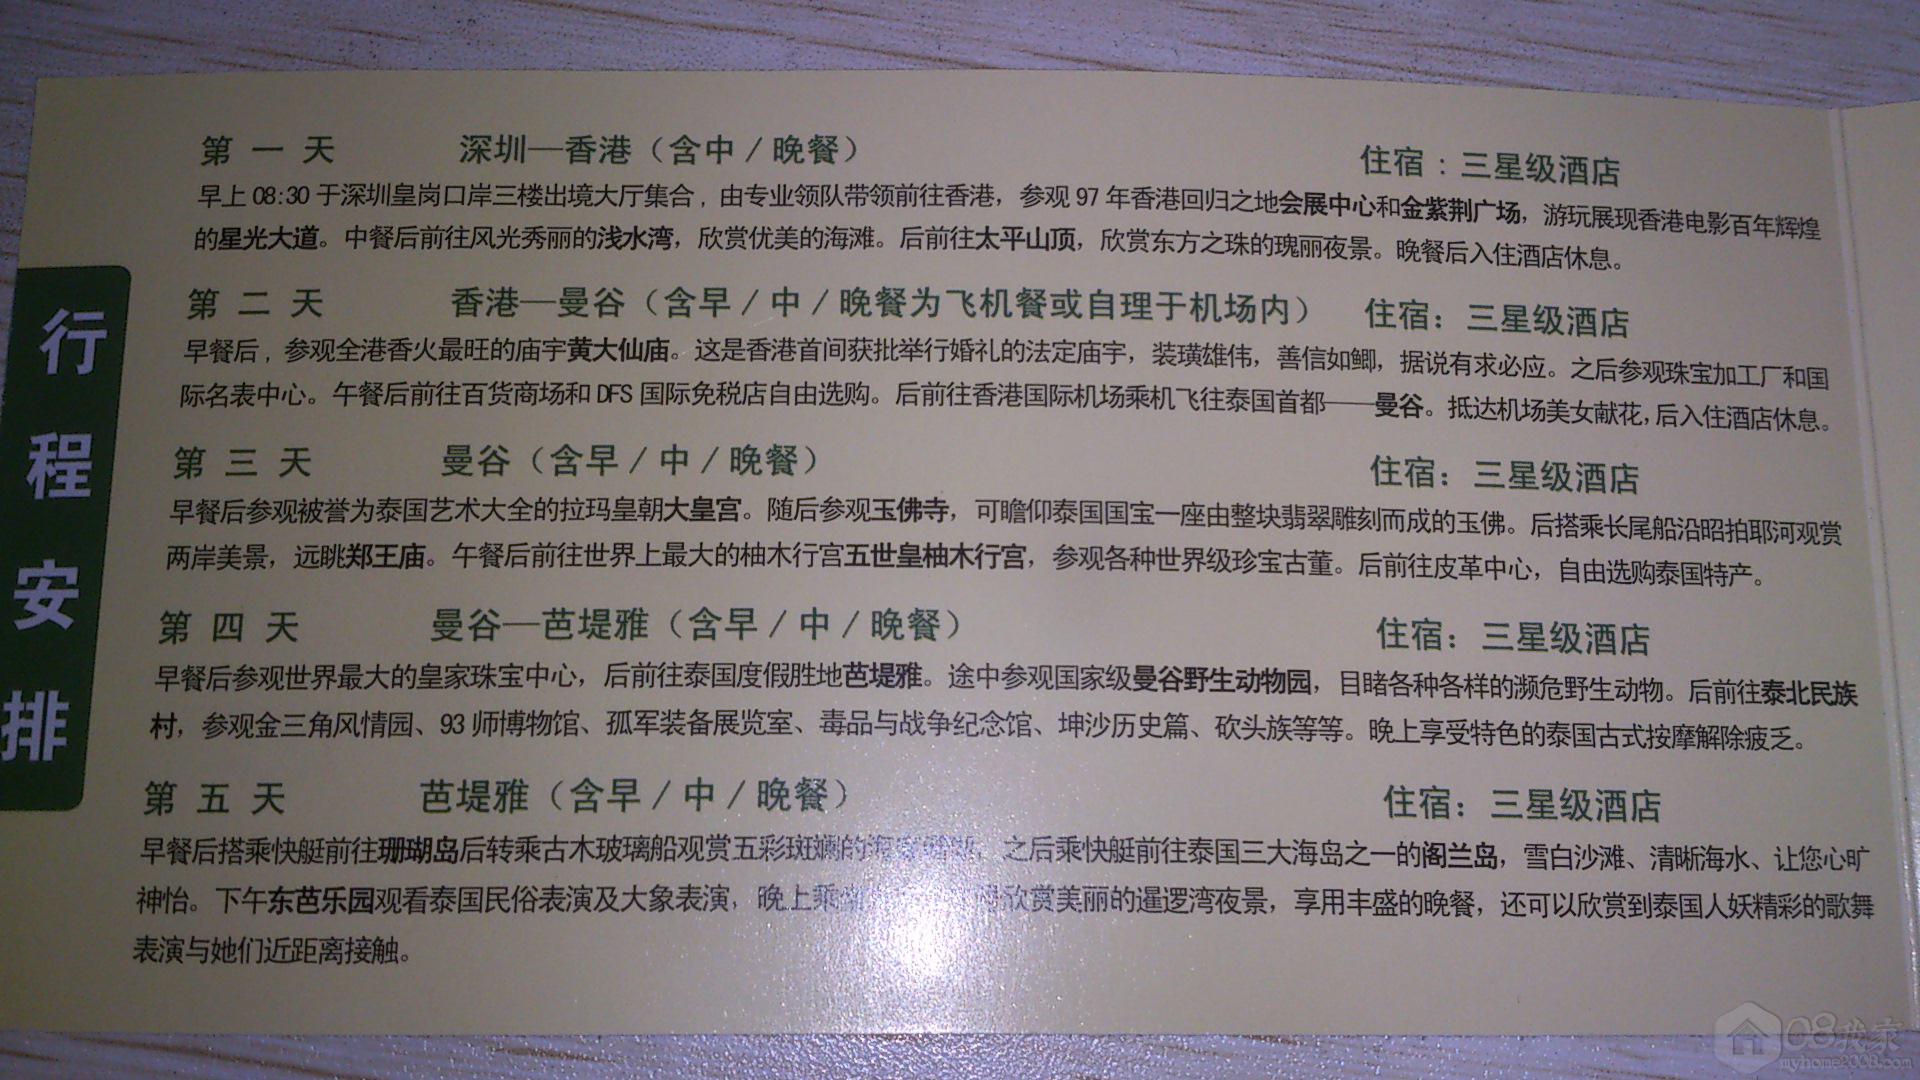 行程安排
第一天 深圳—香港（含中/晚餐） 住宿：三星级酒店
早上08:30于深圳皇岗口岸三楼出境大厅集合，由专业领队带领前往香港，参观97年香港回归之地会展中心和金紫荆广场，游玩展现香港电影百年辉煌
的星光大道。中餐后前往风光秀丽的浅水湾，欣赏优美的海滩。后前往太平山顶，欣赏东方之珠的瑰丽夜景。晚餐后入住酒店休息。
第二天 香港—曼谷（含早/中/晚餐为飞机餐或自理于机场内） 住宿：三星级酒店
早餐后，参观全港香火最旺的庙宇黄大仙庙。这是香港首间获批举行婚礼的法定庙宇，装璜雄伟，善信如鲫，据说有求必应。之后参观珠宝加工厂和国
际名表中心。午餐后前往百货商场和DFS国际免税店自由选购。后前往香港国际机场乘机飞往泰国首都——曼谷。抵达机场美女献花，后入住酒店休息。
第三天 曼谷（含早/中/晚餐） 住宿：三星级酒店
早餐后参观被誉为泰国艺术大全的拉玛皇朝大皇宫。随后参观玉佛寺，可瞻仰泰国国宝一座由整块翡翠雕刻而成的玉佛。后搭乘长尾船沿昭拍耶河观赏
两岸美景，远眺郑王庙。午餐后前往世界上最大的柚木行宫五世皇柚木行宫，参观各种世界级珍宝古董。后前往皮革中心，自由选购泰国特产。
第四天 曼谷—芭堤雅（含早/中/晚餐） 住宿：三星级酒店
早餐后参观世界最大的皇家珠宝中心，后前往泰国度假胜地芭堤雅。途中参观国家级曼谷野生动物园，目睹各种各样的濒危野生动物。后前往泰北民族
村，参观金三角风情园、93师博物馆、孤军装备展览室、毒品与战争纪念馆、坤沙历史篇、砍头族等等。晚上享受特色的泰国古式按摩解除疲乏。
第五天 芭堤雅（含早/中/晚餐） 住宿：三星级酒店
早餐后搭乘快艇前往珊瑚岛后转乘古木玻璃船观赏五彩斑斓的 之后乘快艇前往泰国三大海岛之一的阁兰岛，雪白沙滩、清晰海水、让您心旷
神怡。下午东芭乐园观看泰国民俗表演及大象表演，晚上乘 欣赏美丽的暹逻湾夜景，享用丰盛的晚餐，还可以欣赏到泰国人妖精彩的歌舞
表演与她们近距离接触。
08我家
myhome2008.com